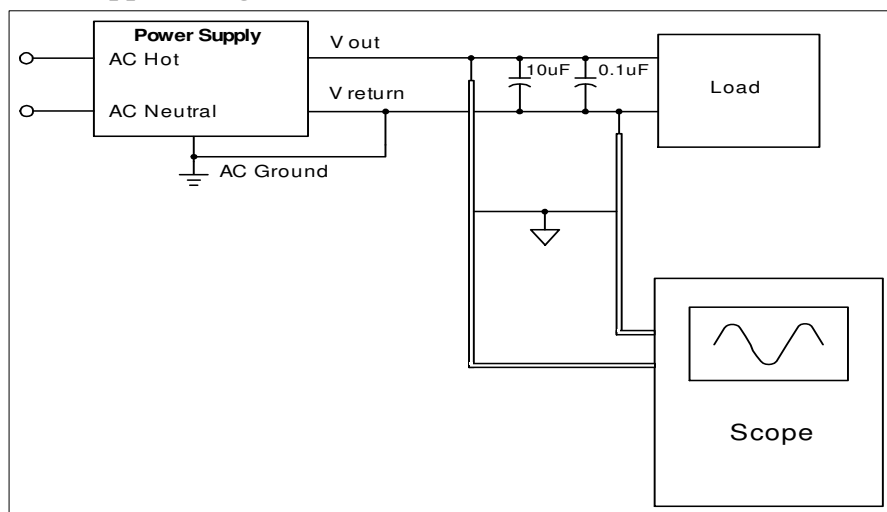 Power Supply
AC Hot
AC Neutral
V out
V return
AC Ground
10uF
0.1uF
Load
Scope